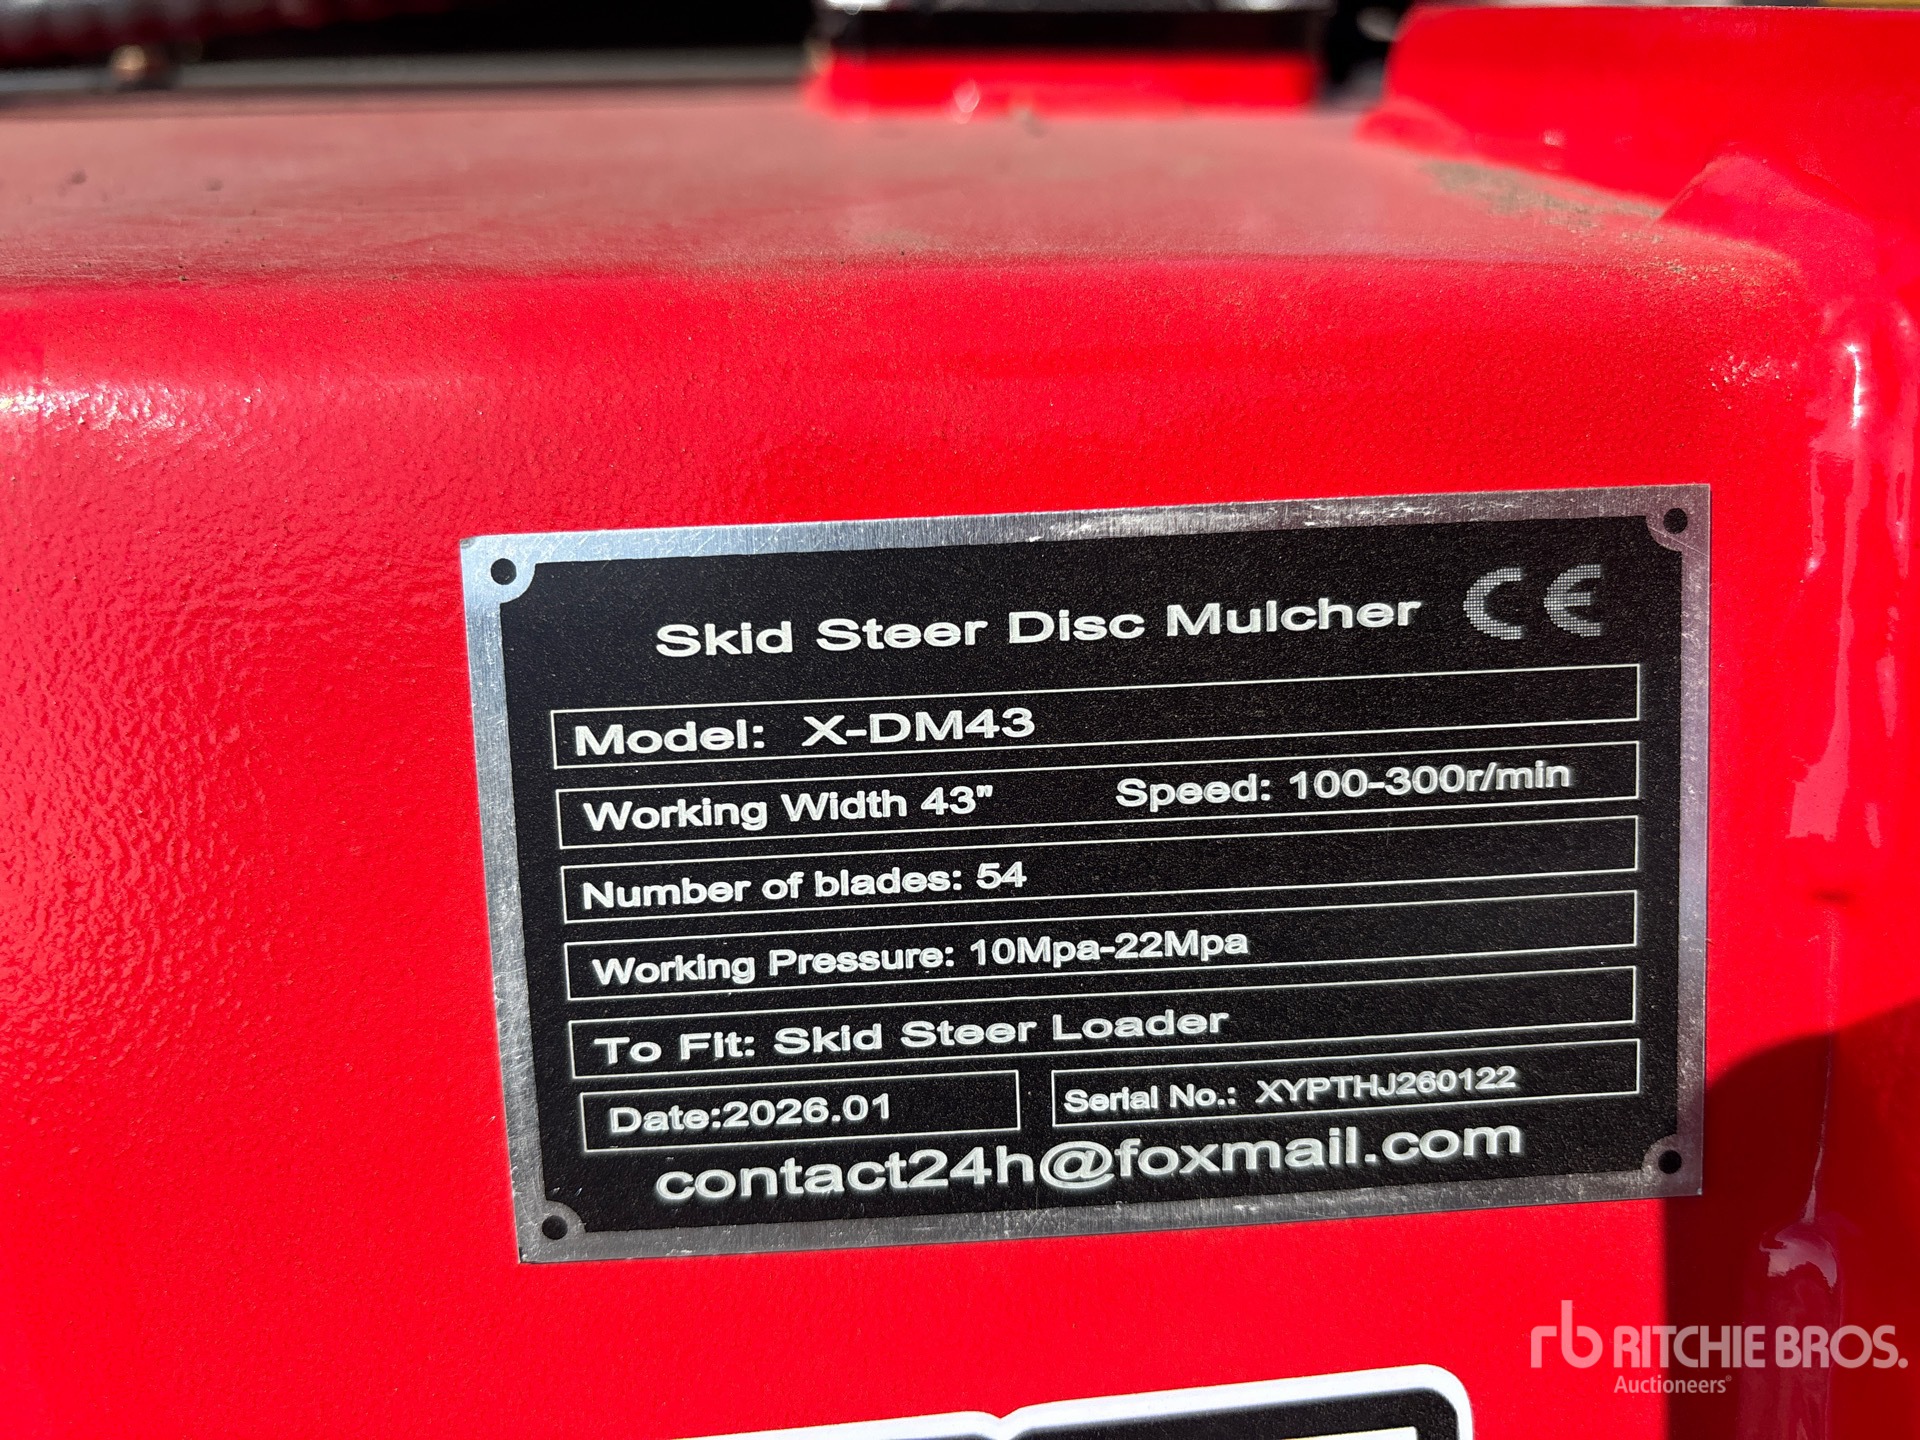 Skid Steer Disc Mulcher CE
Model: X-DM43
Working Width 43" Speed: 100-300r/min
Number of blades: 54
Working Pressure: 10Mpa-22Mpa
To Fit: Skid Steer Loader
Date:2026.01 Serial No.: XYPTHJ260122
contact24h@foxmail.com
rb RITCHIE BROS.
Auctioneers